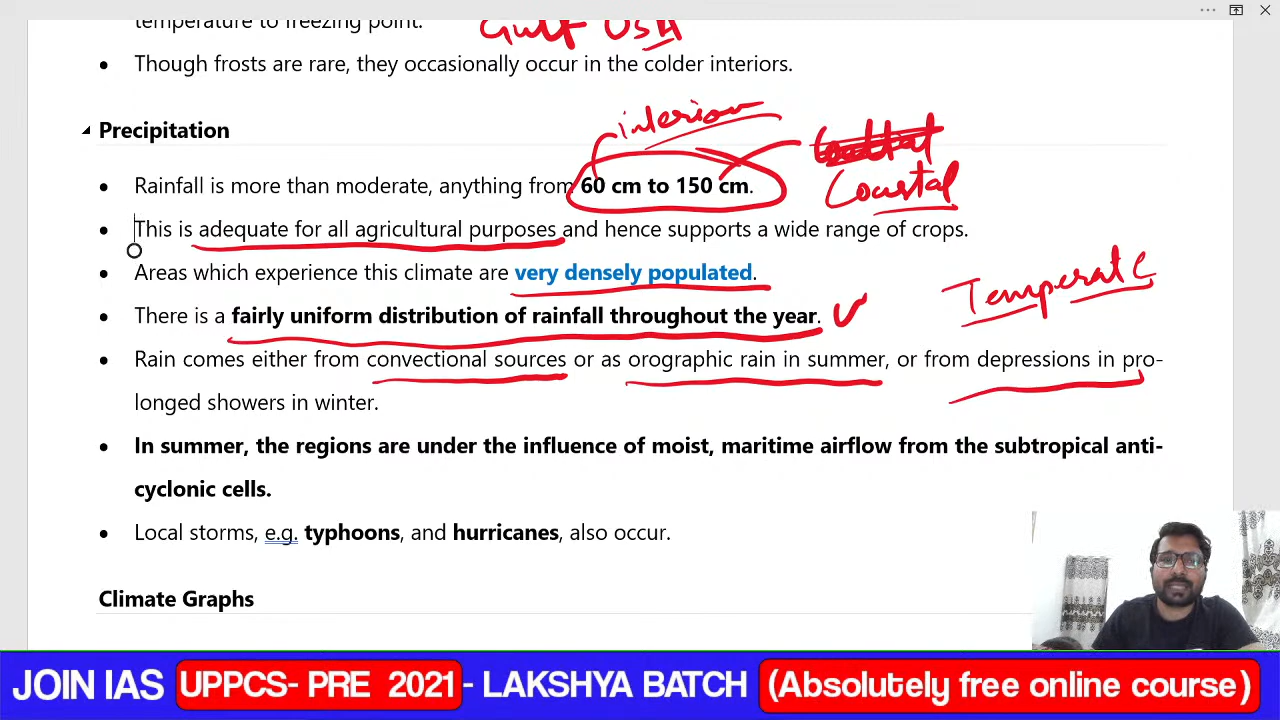 temperature to freezing point.
Gulf USA
Though frosts are rare, they occasionally occur in the colder interiors.
Precipitation
interior
Rainfall is more than moderate, anything from 60 cm to 150 cm.
Coastal
This is adequate for all agricultural purposes and hence supports a wide range of crops.
Areas which experience this climate are very densely populated.
Temperate
There is a fairly uniform distribution of rainfall throughout the year.
Rain comes either from convectional sources or as orographic rain in summer, or from depressions in pro-
longed showers in winter.
In summer, the regions are under the influence of moist, maritime airflow from the subtropical anti-
cyclonic cells.
Local storms, e.g. typhoons, and hurricanes, also occur.
Climate Graphs
JOIN IAS UPPCS- PRE 2021 - LAKSHYA BATCH (Absolutely free online course)